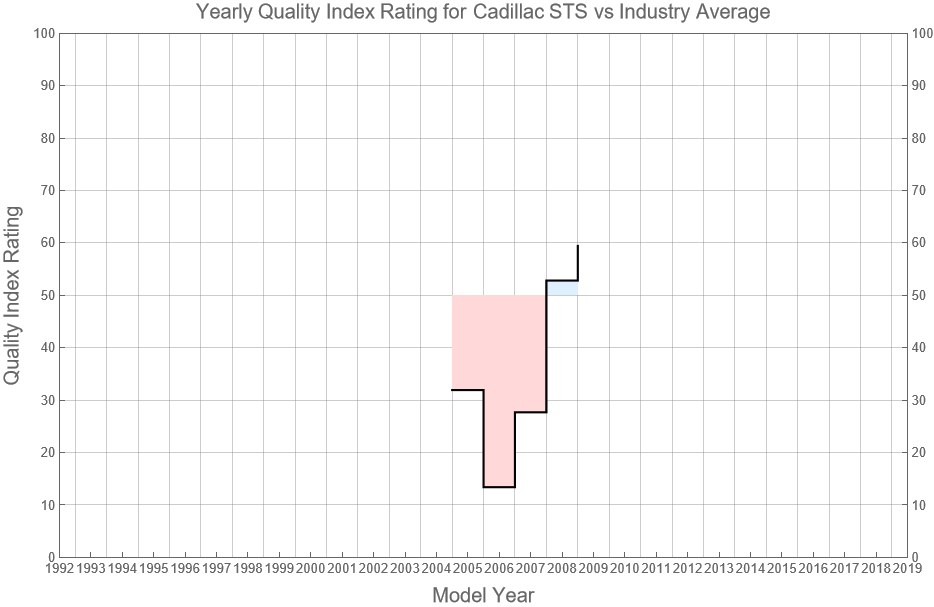 Yearly Quality Index Rating for Cadillac STS vs Industry Average
100 100
90 90
80 80
70 70
60 60
50 50
40 40
30 30
20 20
10 10
0 0
Quality Index Rating
1992 1993 1994 1995 1996 1997 1998 1999 2000 2001 2002 2003 2004 2005 2006 2007 2008 2009 2010 2011 2012 2013 2014 2015 2016 2017 2018 2019
Model Year